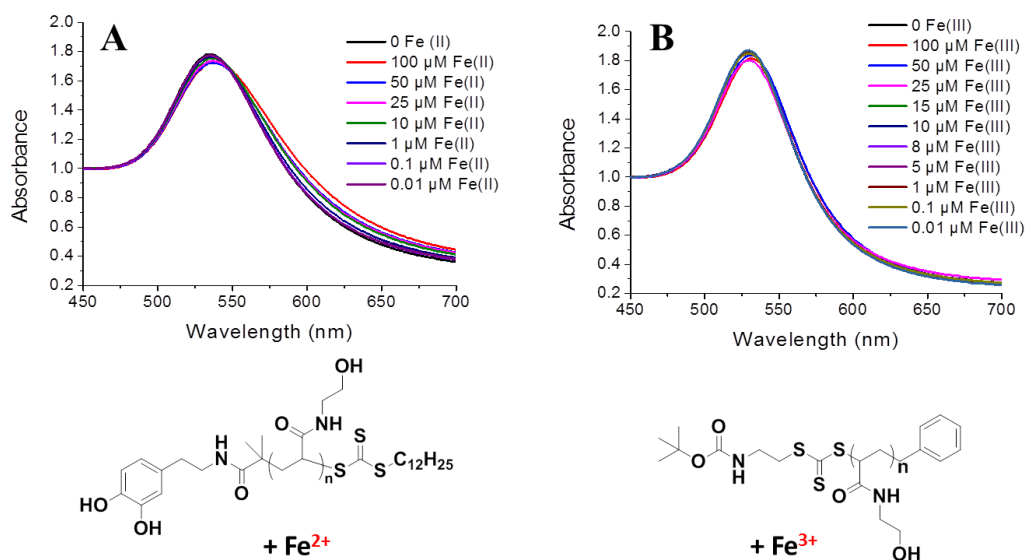 A
0 Fe (II)
100 µM Fe(II)
50 µM Fe(II)
25 µM Fe(II)
10 µM Fe(II)
1 µM Fe(II)
0.1 µM Fe(II)
0.01 µM Fe(II)
Absorbance
2.0
1.8
1.6
1.4
1.2
1.0
0.8
0.6
0.4
0.2
450 500 550 600 650 700
Wavelength (nm)
B
0 Fe(III)
100 µM Fe(III)
50 µM Fe(III)
25 µM Fe(III)
15 µM Fe(III)
10 µM Fe(III)
8 µM Fe(III)
5 µM Fe(III)
1 µM Fe(III)
0.1 µM Fe(III)
0.01 µM Fe(III)
Absorbance
2.0
1.8
1.6
1.4
1.2
1.0
0.8
0.6
0.4
0.2
450 500 550 600 650 700
Wavelength (nm)
OH
O NH
H
N
O
n
S
S
S
C₁₂H₂₅
HO
OH
+ Fe²⁺
O
O
N
H
S
S
S
n
O
NH
OH
+ Fe³⁺